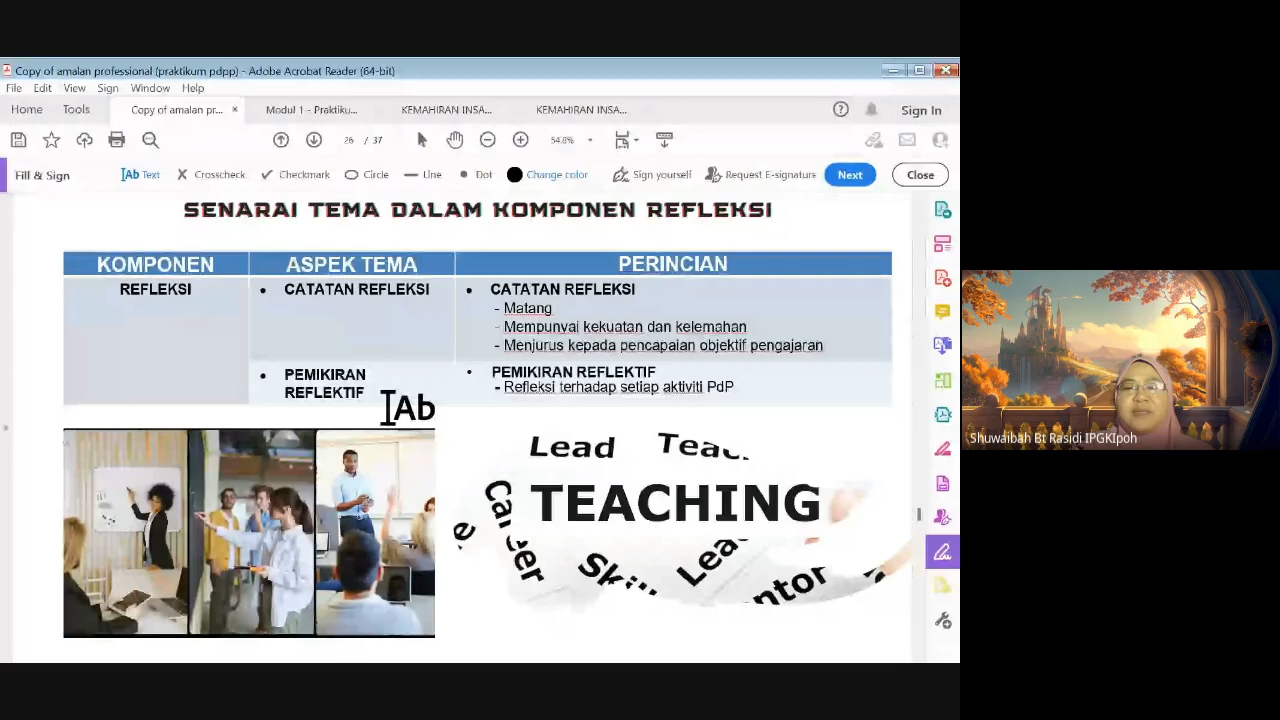 Copy of amalan professional (praktikum pdpp) - Adobe Acrobat Reader (64-bit)
File Edit View Sign Window Help
Home Tools Copy of amalan pr... × Modul 1 - Praktiku... KEMAHIRAN INSA... KEMAHIRAN INSA... Sign In
26 / 37 54.8%
Fill & Sign Ab Text Crosscheck Checkmark Circle Line Dot Change color Sign yourself Request E-signature Next Close
SENARAI TEMA DALAM KOMPONEN REFLEKSI
KOMPONEN ASPEK TEMA PERINCIAN
REFLEKSI • CATATAN REFLEKSI • CATATAN REFLEKSI
- Matang
- Mempunyai kekuatan dan kelemahan
- Menjurus kepada pencapaian objektif pengajaran
• PEMIKIRAN REFLEKTIF
• PEMIKIRAN
REFLEKTIF
- Refleksi terhadap setiap aktiviti PdP
Ab
Lead
TEACHING
Career
Shuwaibah Bt Rasidi IPGKIpoh